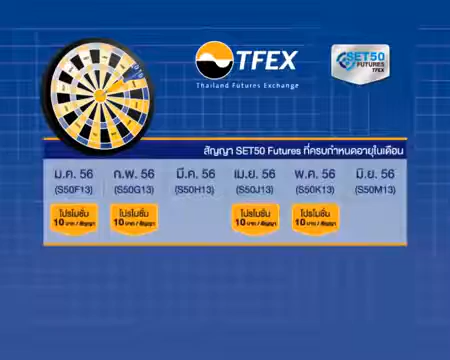 TFEX
Thailand Futures Exchange
SET50
FUTURES
TFEX
สัญญา SET50 Futures ที่ครบกำหนดอายุในเดือน
ม.ค. 56 ก.พ. 56 มี.ค. 56 เม.ย. 56 พ.ค. 56 มิ.ย. 56
(S50F13) (S50G13) (S50H13) (S50J13) (S50K13) (S50M13)
โปรโมชั่น โปรโมชั่น โปรโมชั่น โปรโมชั่น
10 บาท / สัญญา 10 บาท / สัญญา 10 บาท / สัญญา 10 บาท / สัญญา